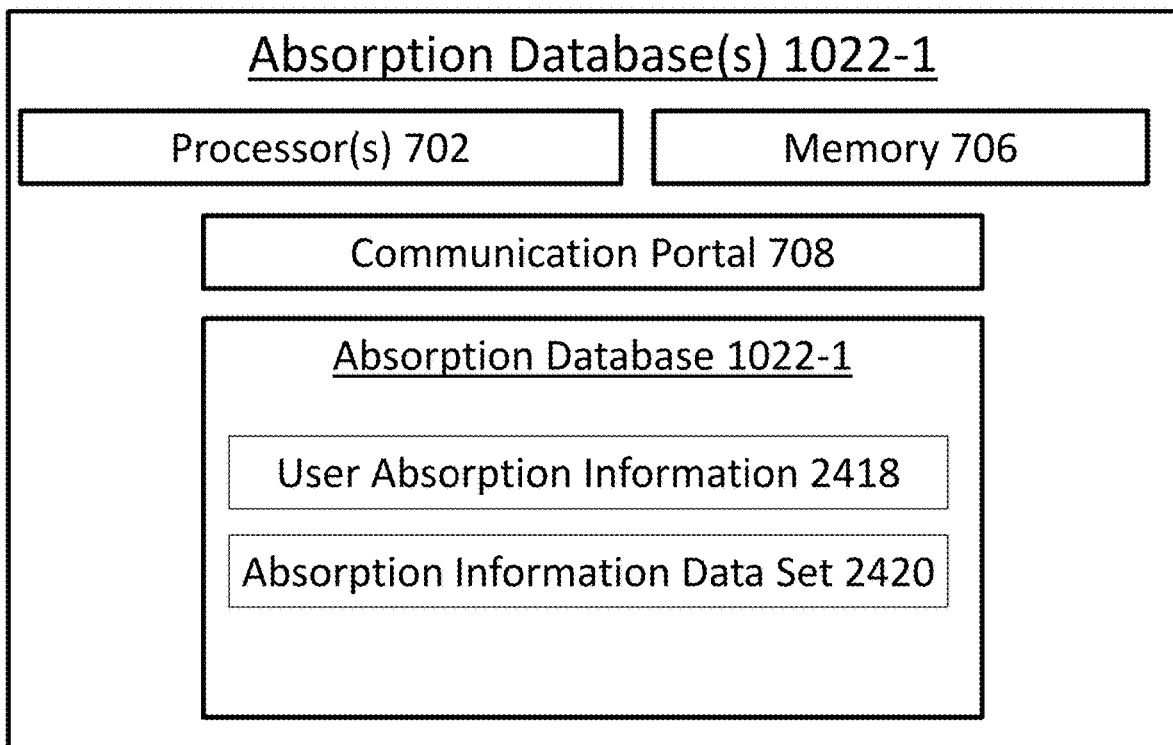 Absorption Database(s) 1022-1
Processor(s) 702
Memory 706
Communication Portal 708
Absorption Database 1022-1
User Absorption Information 2418
Absorption Information Data Set 2420